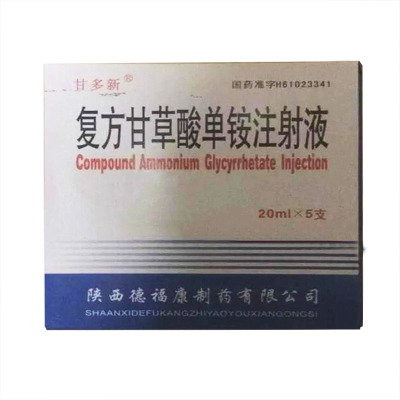 甘多新®
国药准字H61023341
复方甘草酸单铵注射液
Compound Ammonium Glycyrrhetate Injection
20ml×5支
陕西德福康制药有限公司
SHAANXIDEFUKANGZHIYAOYOUXIANGONGSI